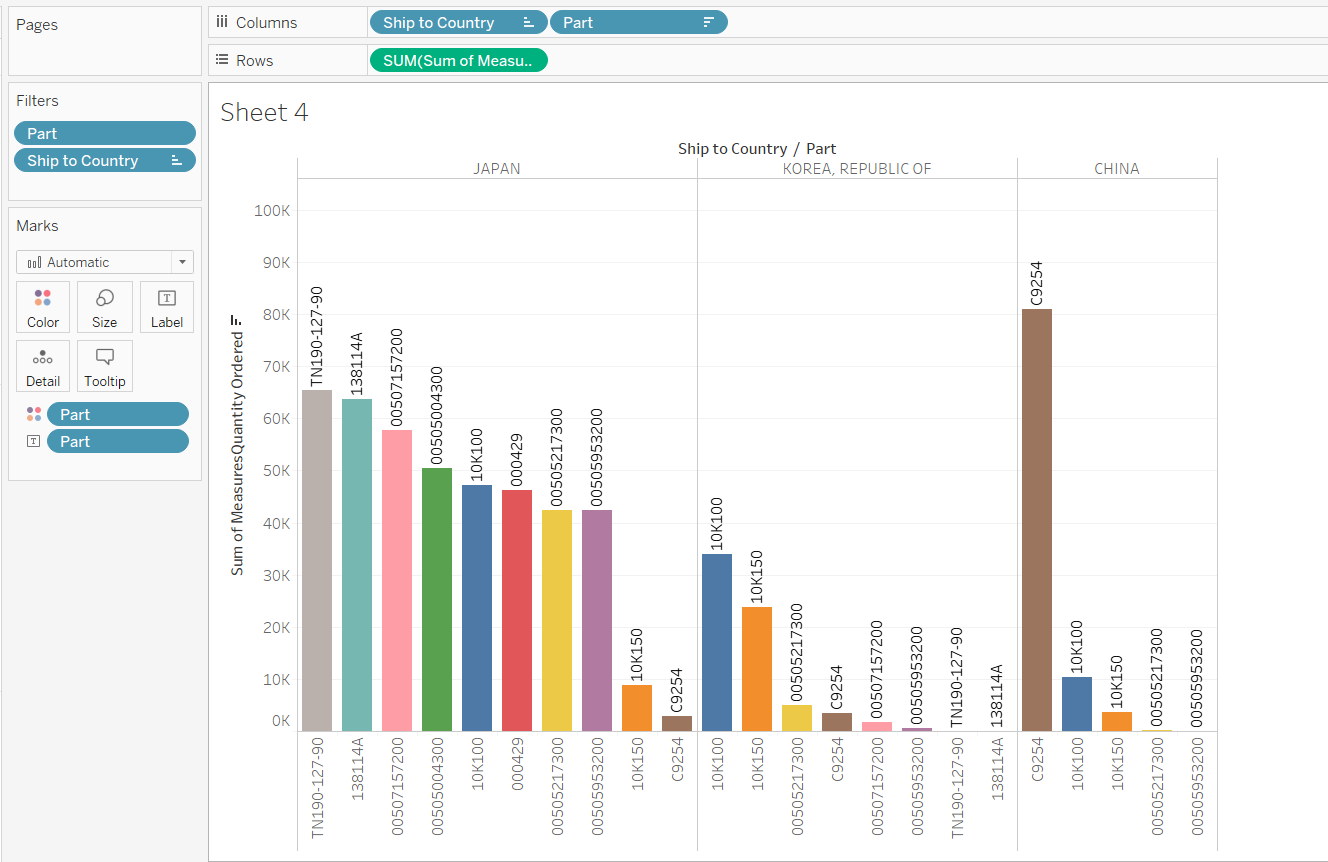 Pages
Columns
Ship to Country
Part
Rows
SUM(Sum of Measu..
Filters
Part
Ship to Country
Marks
Automatic
Color
Size
Label
Detail
Tooltip
Part
Part
Sheet 4
Ship to Country / Part
JAPAN
KOREA, REPUBLIC OF
CHINA
Sum of MeasuresQuantity Ordered
100K
90K
80K
70K
60K
50K
40K
30K
20K
10K
0K
TN190-127-90
138114A
00507157200
00505004300
10K100
000429
00505217300
00505953200
10K150
C9254
10K100
10K150
00505217300
C9254
00507157200
00505953200
TN190-127-90
138114A
C9254
10K100
10K150
00505217300
00505953200
TN190-127-90
138114A
00507157200
00505004300
10K100
000429
00505217300
00505953200
10K150
C9254
10K100
10K150
00505217300
C9254
00507157200
00505953200
TN190-127-90
138114A
C9254
10K100
10K150
00505217300
00505953200